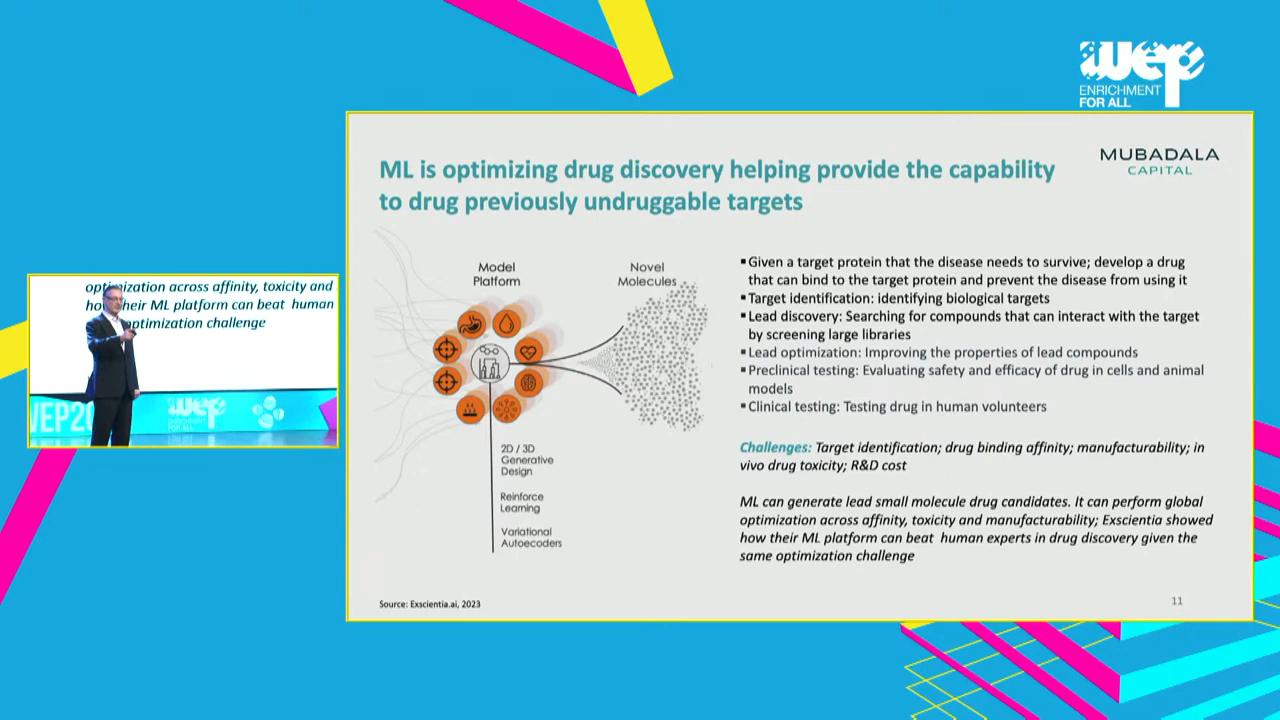 wep
ENRICHMENT
FOR ALL
MUBADALA
CAPITAL
ML is optimizing drug discovery helping provide the capability
to drug previously undruggable targets
Model
Platform
Novel
Molecules
2D / 3D
Generative
Design
Reinforce
Learning
Variational
Autoecoders
▪Given a target protein that the disease needs to survive; develop a drug
that can bind to the target protein and prevent the disease from using it
▪Target identification: identifying biological targets
▪Lead discovery: Searching for compounds that can interact with the target
by screening large libraries
▪Lead optimization: Improving the properties of lead compounds
▪Preclinical testing: Evaluating safety and efficacy of drug in cells and animal
models
▪Clinical testing: Testing drug in human volunteers
Challenges: Target identification; drug binding affinity; manufacturability; in
vivo drug toxicity; R&D cost
ML can generate lead small molecule drug candidates. It can perform global
optimization across affinity, toxicity and manufacturability; Exscientia showed
how their ML platform can beat human experts in drug discovery given the
same optimization challenge
Source: Exscientia.ai, 2023
11
optimization across affinity, toxicity and
how their ML platform can beat human
optimization challenge
WEP20
wep
ENRICHMENT
FOR ALL